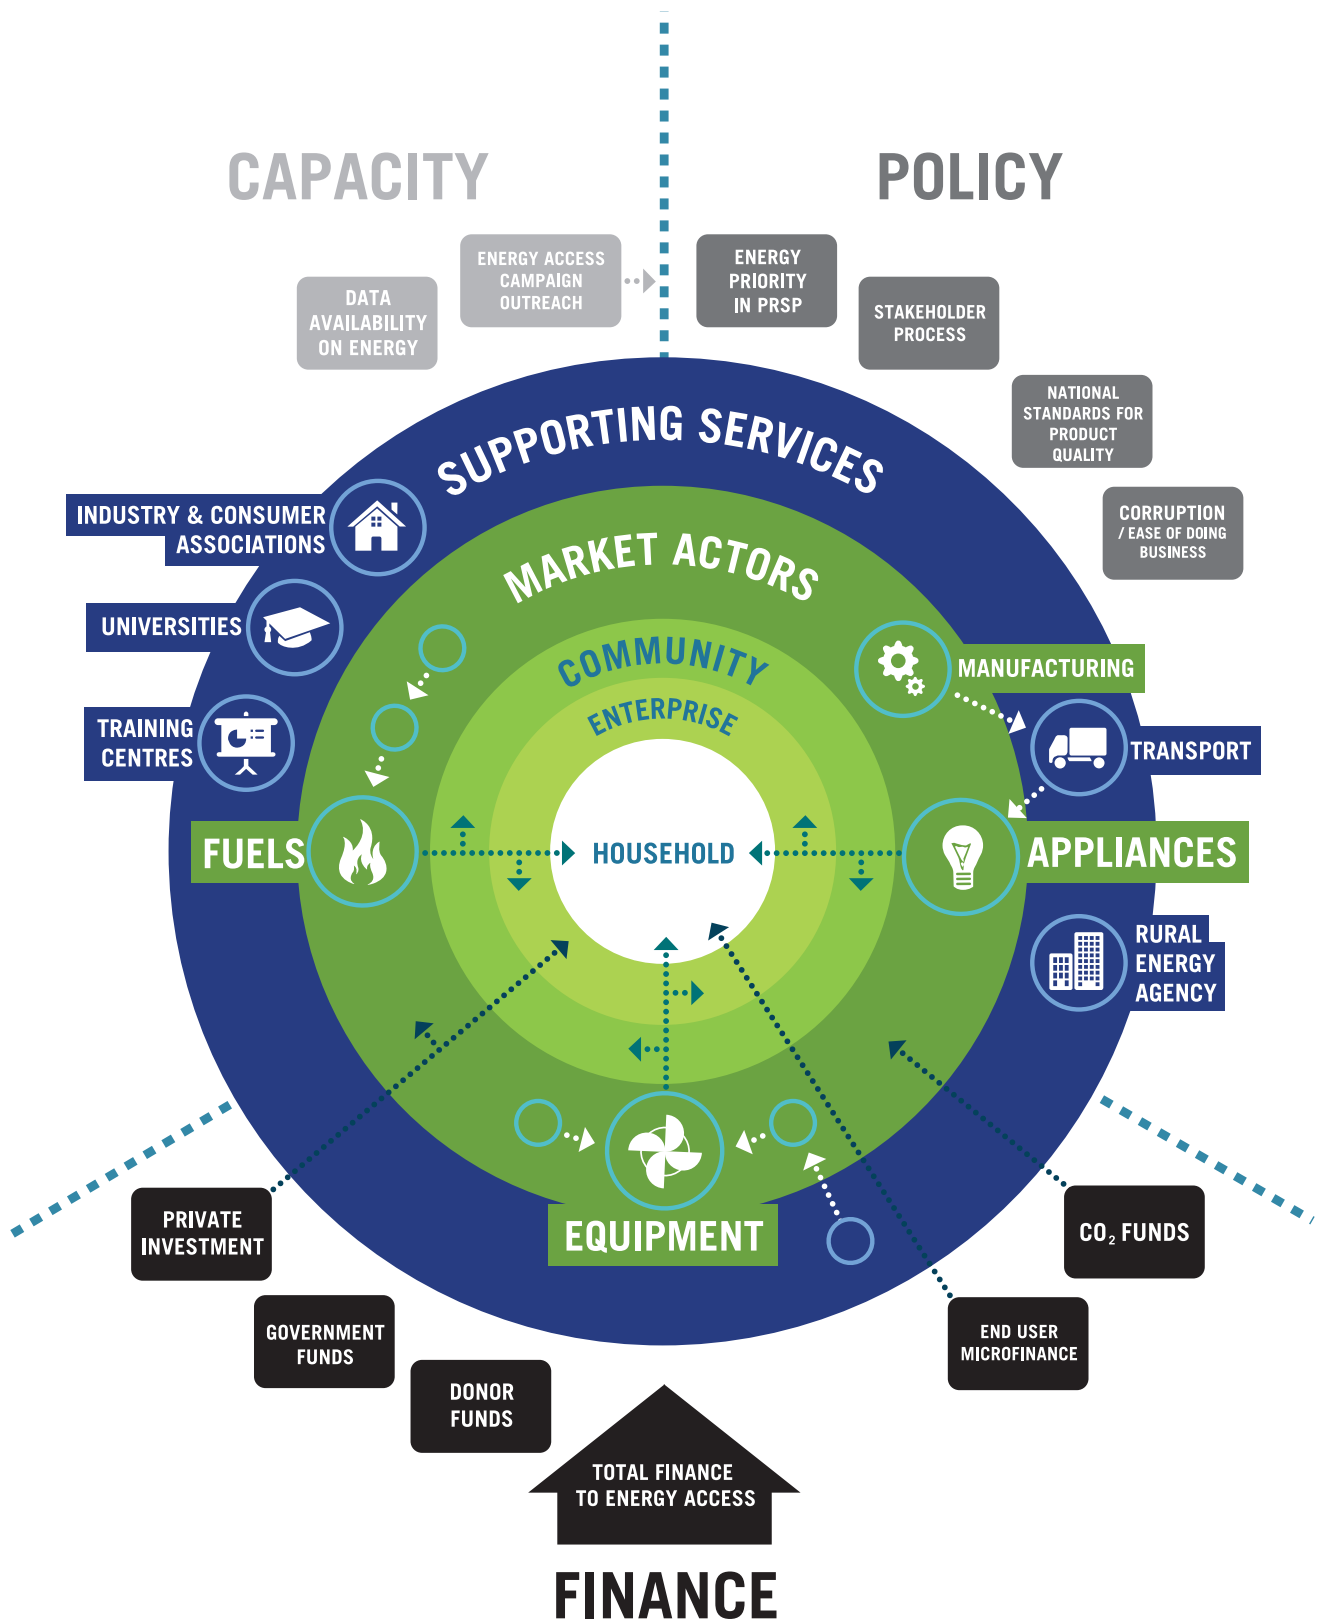 CAPACITY
POLICY
ENERGY ACCESS
CAMPAIGN
OUTREACH
DATA
AVAILABILITY
ON ENERGY
ENERGY
PRIORITY
IN PRSP
STAKEHOLDER
PROCESS
NATIONAL
STANDARDS FOR
PRODUCT
QUALITY
CORRUPTION
/ EASE OF DOING
BUSINESS
SUPPORTING SERVICES
MARKET ACTORS
COMMUNITY
ENTERPRISE
HOUSEHOLD
INDUSTRY & CONSUMER
ASSOCIATIONS
UNIVERSITIES
TRAINING
CENTRES
FUELS
MANUFACTURING
TRANSPORT
APPLIANCES
RURAL
ENERGY
AGENCY
EQUIPMENT
PRIVATE
INVESTMENT
GOVERNMENT
FUNDS
DONOR
FUNDS
CO₂ FUNDS
END USER
MICROFINANCE
TOTAL FINANCE
TO ENERGY ACCESS
FINANCE